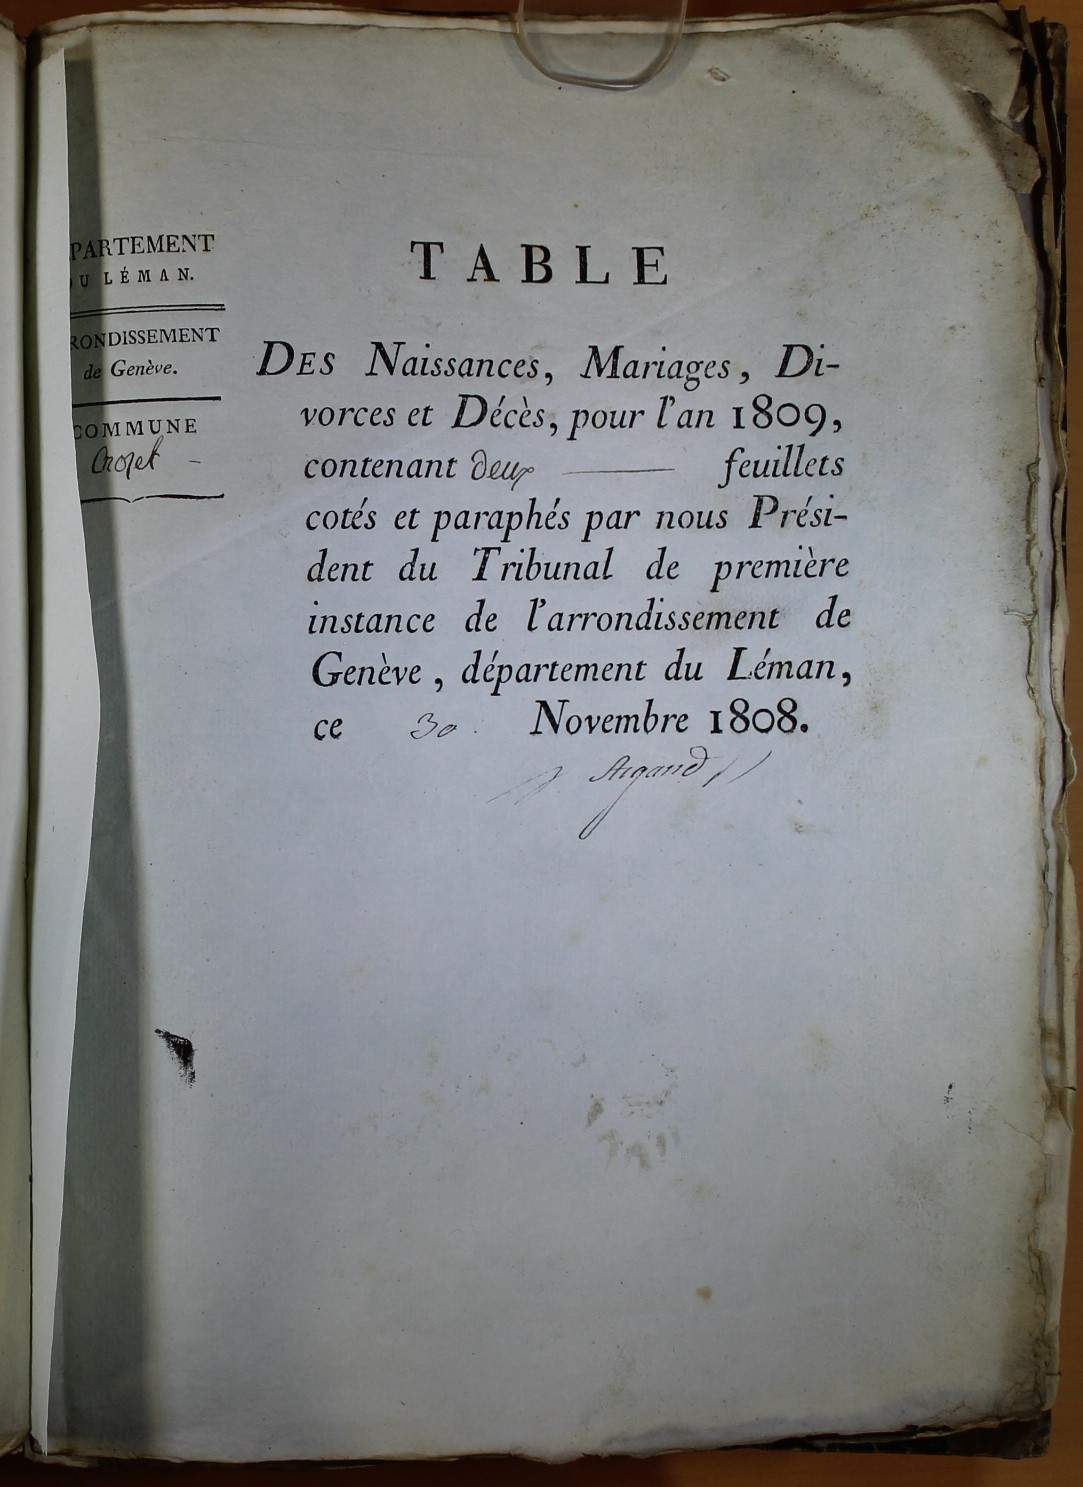 PARTEMENT
DU LÉMAN.
RONDISSEMENT
de Genève.
COMMUNE
Crozet -
TABLE
DES Naissances, Mariages, Di-
vorces et Décès, pour l'an 1809,
contenant deux feuillets
cotés et paraphés par nous Prési-
dent du Tribunal de première
instance de l'arrondissement de
Genève, département du Léman,
ce 30. Novembre 1808.
Argand